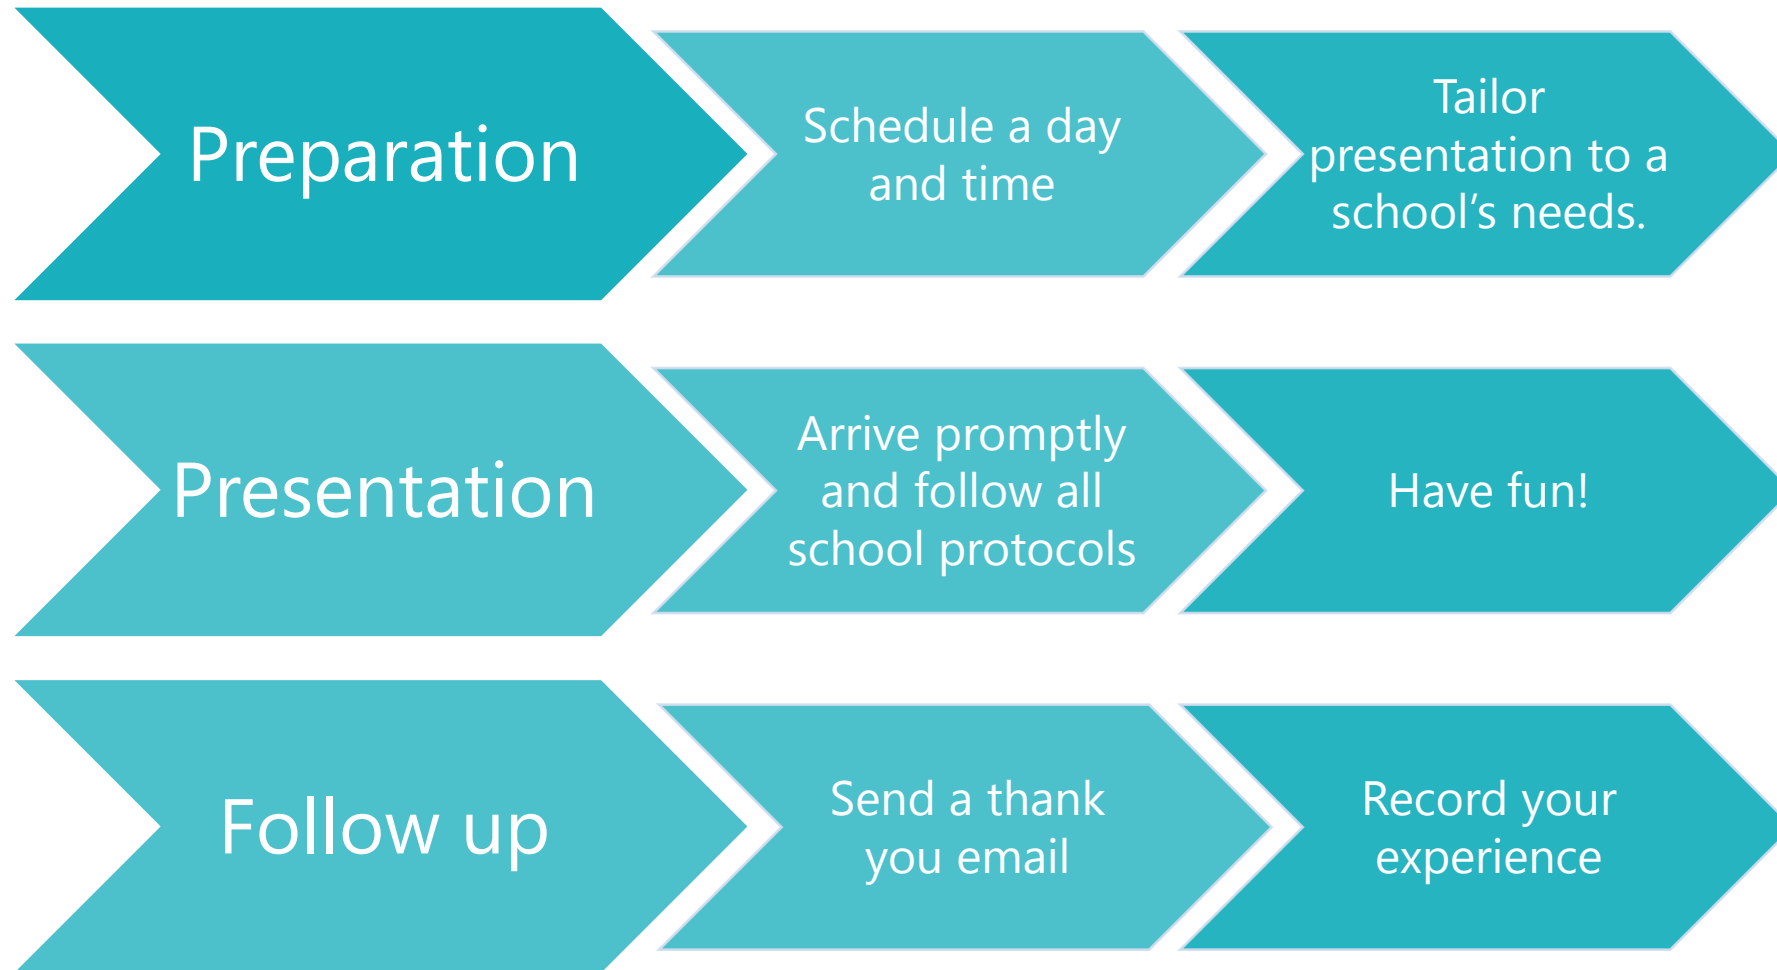 Preparation
Schedule a day
and time
Tailor
presentation to a
school‘s needs.
Presentation
Arrive promptly
and follow all
school protocols
Have fun!
Follow up
Send a thank
you email
Record your
experience